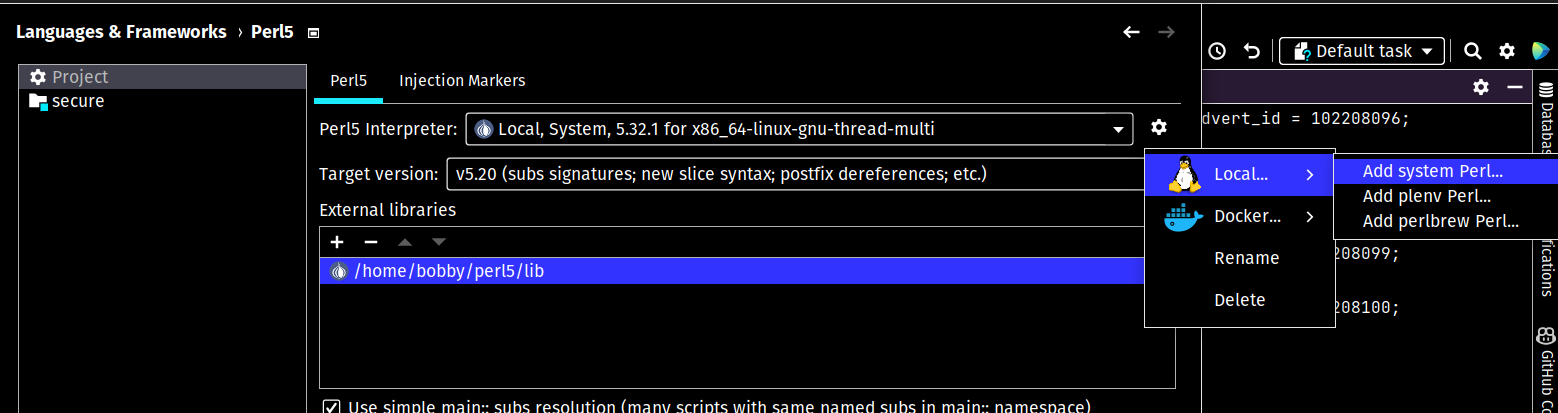 Languages & Frameworks › Perl5
Default task
Project
secure
Perl5
Injection Markers
Perl5 Interpreter:
Local, System, 5.32.1 for x86_64-linux-gnu-thread-multi
Target version:
v5.20 (subs signatures; new slice syntax; postfix dereferences; etc.)
External libraries
/home/bobby/perl5/lib
Use simple main:: subs resolution (many scripts with same named subs in main:: namespace)
Local...
Docker...
Rename
Delete
Add system Perl...
Add plenv Perl...
Add perlbrew Perl...
dvert_id = 102208096;
208099;
208100;
Databas
ifications
GitHub Co